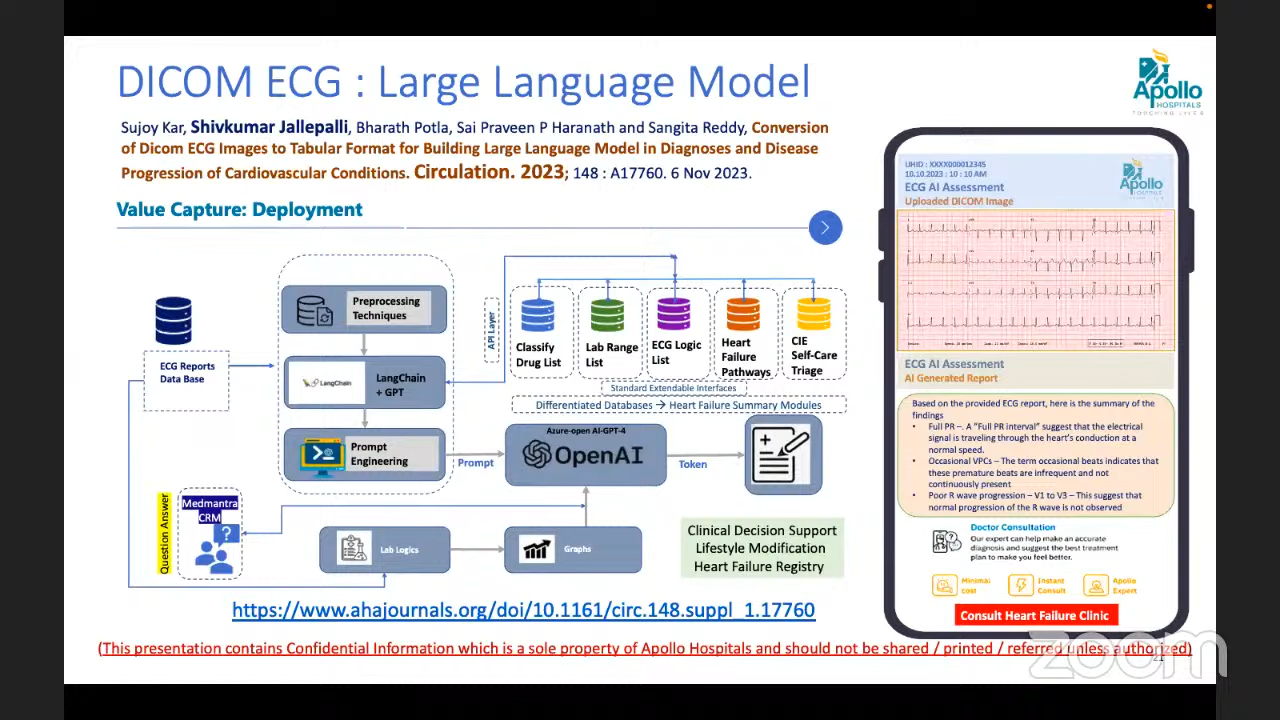 DICOM ECG : Large Language Model
Apollo
HOSPITALS
TOUCHING LIVES
Sujoy Kar, Shivkumar Jallepalli, Bharath Potla, Sai Praveen P Haranath and Sangita Reddy, Conversion
of Dicom ECG Images to Tabular Format for Building Large Language Model in Diagnoses and Disease
Progression of Cardiovascular Conditions. Circulation. 2023; 148 : A17760. 6 Nov 2023.
Value Capture: Deployment
ECG Reports
Data Base
Preprocessing
Techniques
LangChain
LangChain
+ GPT
Prompt
Engineering
API Layer
Classify
Drug List
Lab Range
List
ECG Logic
List
Heart
Failure
Pathways
CIE
Self-Care
Triage
Standard Extendable Interfaces
Differentiated Databases → Heart Failure Summary Modules
Azure-open AI-GPT-4
OpenAI
Prompt
Token
Question Answer
Medmantra
CRM
Lab Logics
Graphs
Clinical Decision Support
Lifestyle Modification
Heart Failure Registry
https://www.ahajournals.org/doi/10.1161/circ.148.suppl_1.17760
UHID : XXXX000012345
10.10.2023 : 10 : 10 AM
ECG AI Assessment
Uploaded DICOM Image
Apollo
ECG AI Assessment
AI Generated Report
Based on the provided ECG report, here is the summary of the
findings
• Full PR –. A "Full PR interval" suggest that the electrical
signal is traveling through the heart's conduction at a
normal speed.
• Occasional VPCs – The term occasional beats indicates that
these premature beats are infrequent and not
continuously present
• Poor R wave progression – V1 to V3 – This suggest that
normal progression of the R wave is not observed
Doctor Consultation
Our expert can help make an accurate
diagnosis and suggest the best treatment
plan to make you feel better.
Minimal
cost
Instant
Consult
Apollo
Expert
Consult Heart Failure Clinic
(This presentation contains Confidential Information which is a sole property of Apollo Hospitals and should not be shared / printed / referred unless authorized)
21
zoom